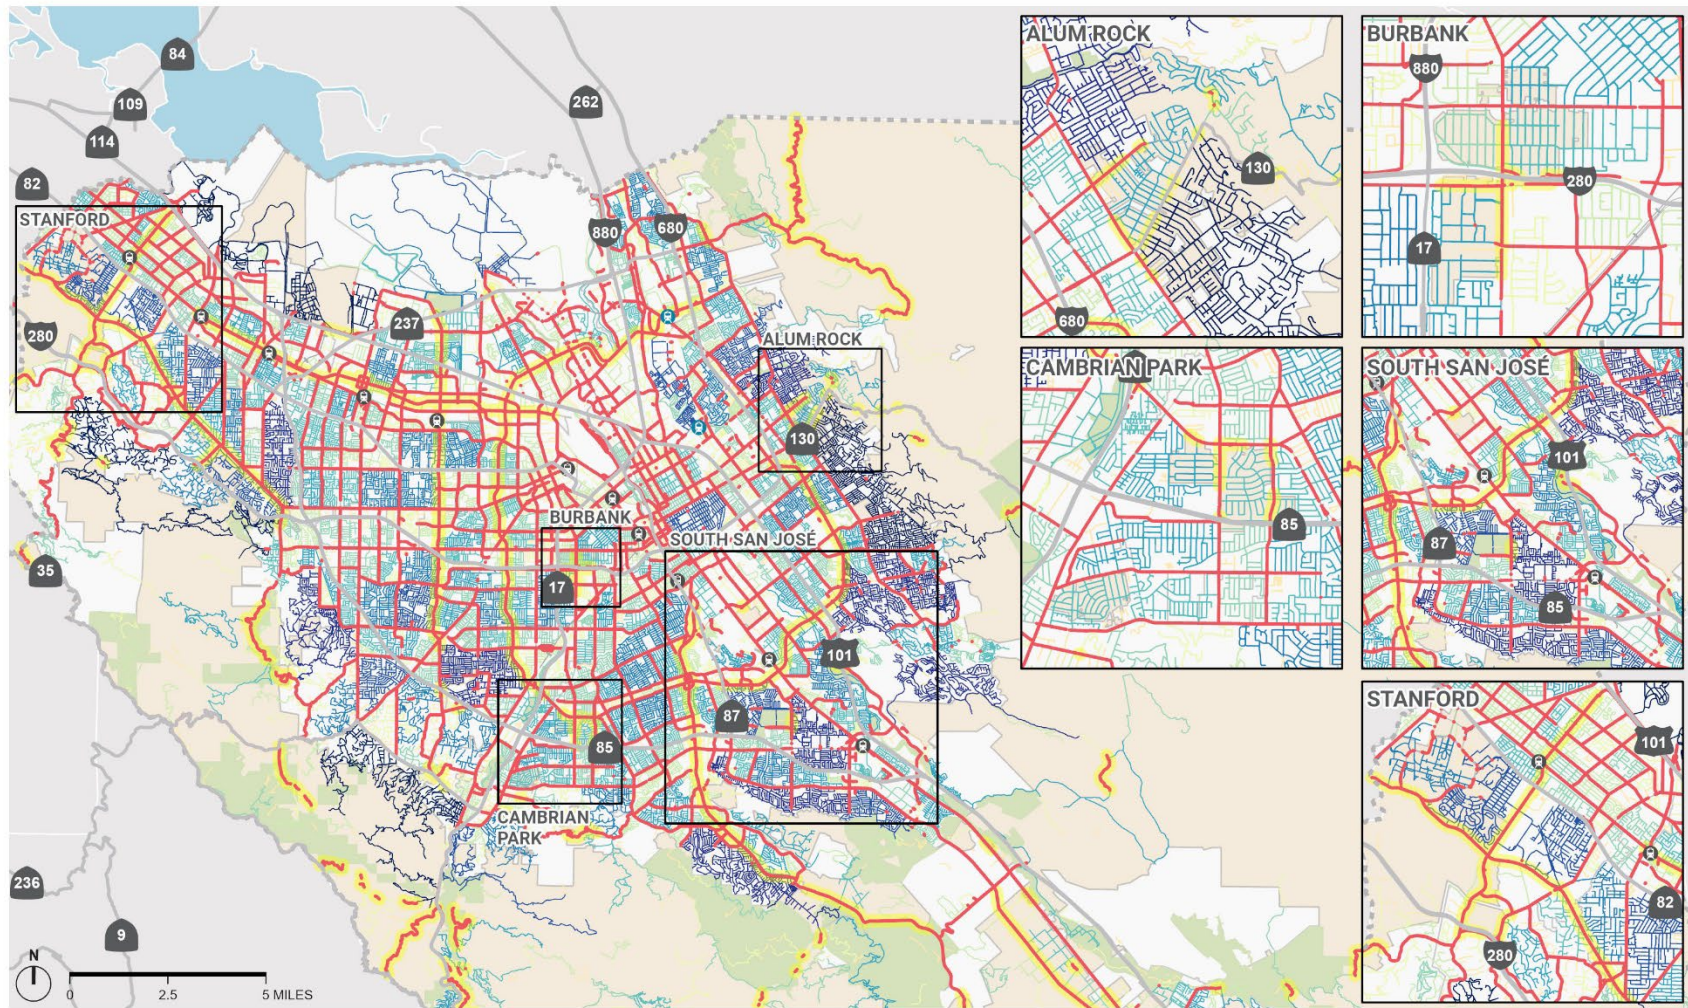 84
262
109
114
82
STANFORD
880
680
280
237
ALUM ROCK
130
BURBANK
SOUTH SAN JOSÉ
35
17
101
87
85
CAMBRIAN
PARK
236
9
N
0
2.5
5 MILES
ALUM ROCK
130
680
BURBANK
880
280
17
CAMBRIAN PARK
85
SOUTH SAN JOSÉ
101
87
85
STANFORD
101
82
280